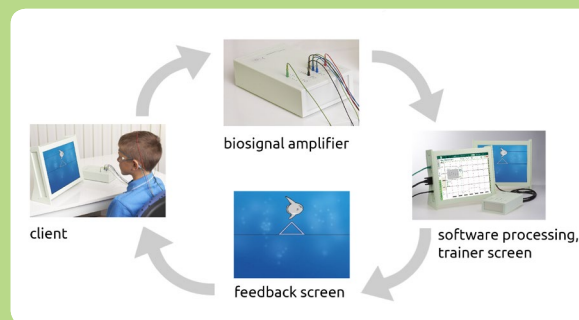 biosignal amplifier
client
software processing,
trainer screen
feedback screen